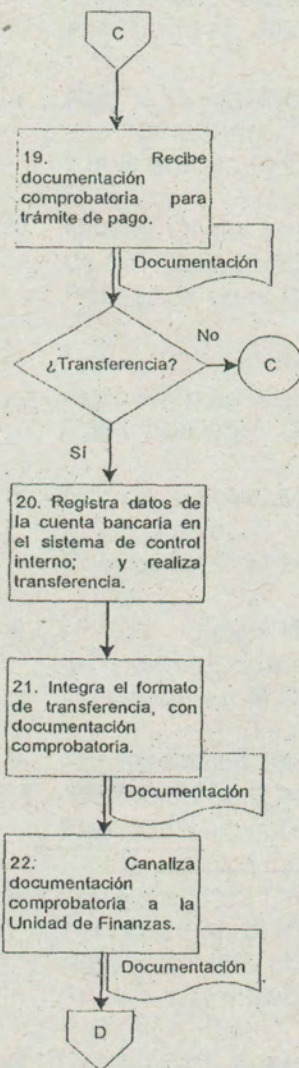 C
19. Recibe
documentación
comprobatoria para
trámite de pago.
Documentación
¿Transferencia?
No
C
Sí
20. Registra datos de
la cuenta bancaria en
el sistema de control
interno; y realiza
transferencia.
21. Integra el formato
de transferencia, con
documentación
comprobatoria.
Documentación
22. Canaliza
documentación
comprobatoria a la
Unidad de Finanzas.
Documentación
D